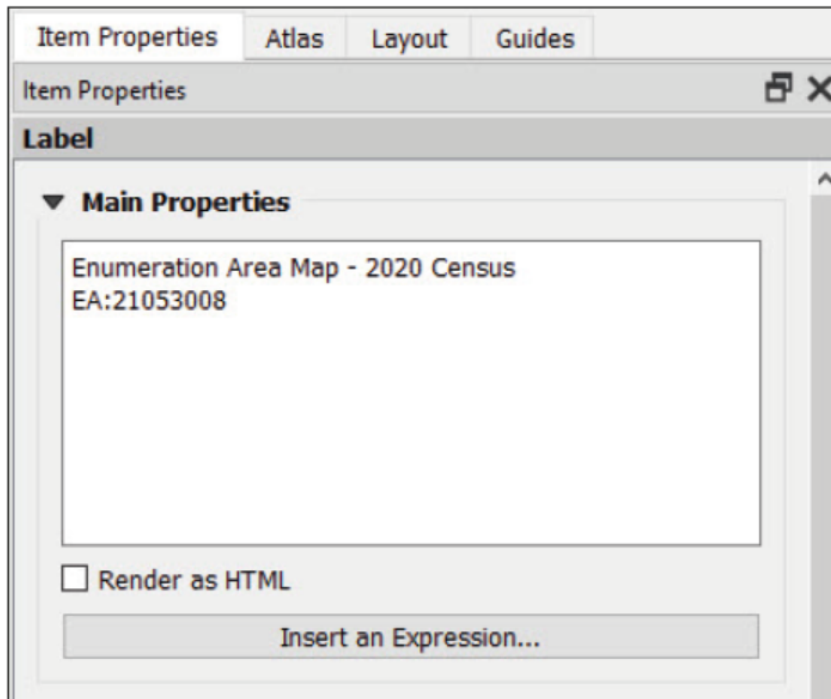 Item Properties Atlas Layout Guides
Item Properties
Label
Main Properties
Enumeration Area Map - 2020 Census
EA:21053008
Render as HTML
Insert an Expression...